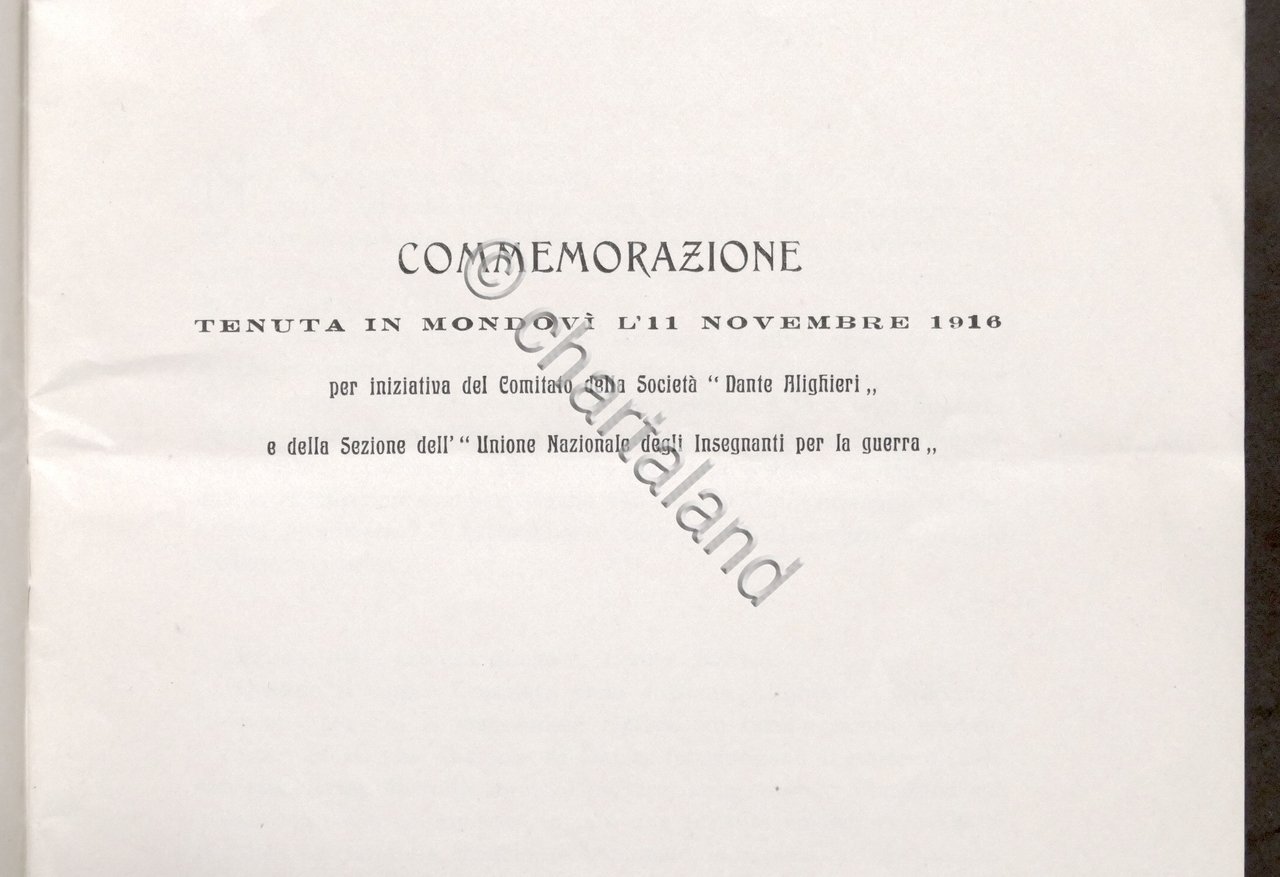 COMMEMORAZIONE
TENUTA IN MONDOVÌ L'11 NOVEMBRE 1916
per iniziativa del Comitato della Società “ Dante Alighieri „
e della Sezione dell' “ Unione Nazionale degli Insegnanti per la guerra „
© chartaland